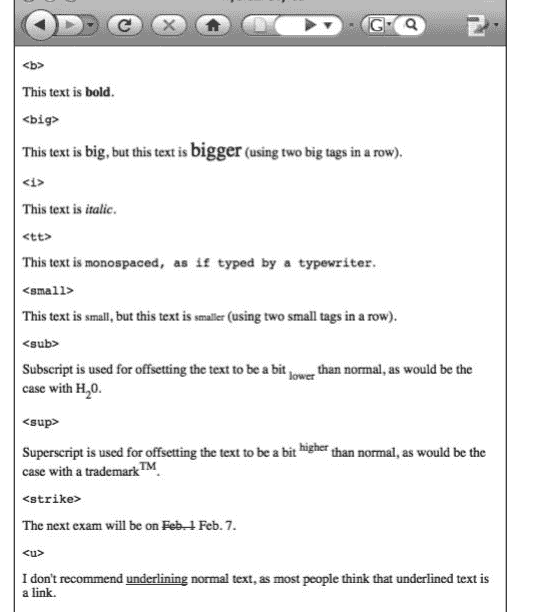 G
<b>
This text is bold.
<big>
This text is big, but this text is bigger (using two big tags in a row).
<i>
This text is italic.
<tt>
This text is monospaced, as if typed by a typewriter.
<small>
This text is small, but this text is smaller (using two small tags in a row).
<sub>
Subscript is used for offsetting the text to be a bit lower than normal, as would be the
case with H20.
<sup>
Superscript is used for offsetting the text to be a bit higher than normal, as would be the
case with a trademarkTM.
<strike>
The next exam will be on Feb. 1 Feb. 7.
<u>
I don't recommend underlining normal text, as most people think that underlined text is
a link.